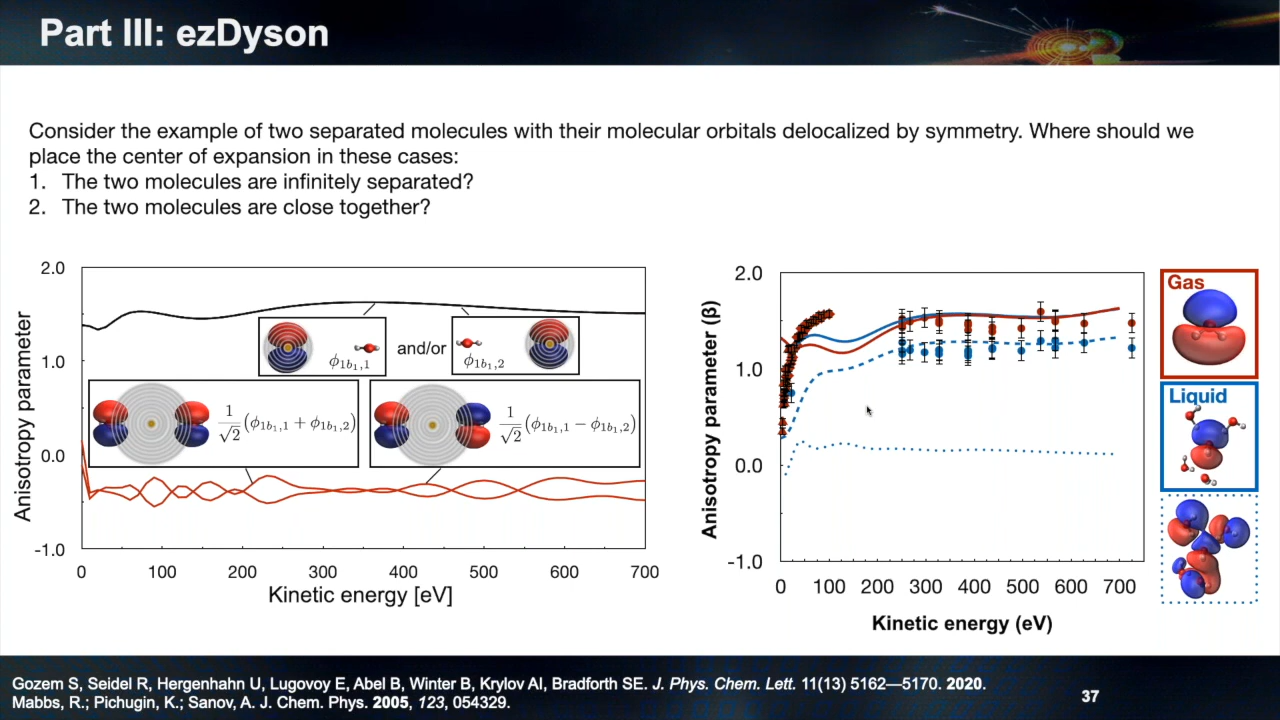 Part III: ezDyson
Consider the example of two separated molecules with their molecular orbitals delocalized by symmetry. Where should we
place the center of expansion in these cases:
1. The two molecules are infinitely separated?
2. The two molecules are close together?
Anisotropy parameter
2.0
1.0
0.0
-1.0
ϕ1b₁,1
and/or
ϕ1b₁,2
1/√2 (ϕ1b₁,1 + ϕ1b₁,2)
1/√2 (ϕ1b₁,1 − ϕ1b₁,2)
0 100 200 300 400 500 600 700
Kinetic energy [eV]
Anisotropy parameter (β)
2.0
1.0
0.0
-1.0
0 100 200 300 400 500 600 700
Kinetic energy (eV)
Gas
Liquid
Gozem S, Seidel R, Hergenhahn U, Lugovoy E, Abel B, Winter B, Krylov AI, Bradforth SE. J. Phys. Chem. Lett. 11(13) 5162—5170. 2020.
Mabbs, R.; Pichugin, K.; Sanov, A. J. Chem. Phys. 2005, 123, 054329.
37